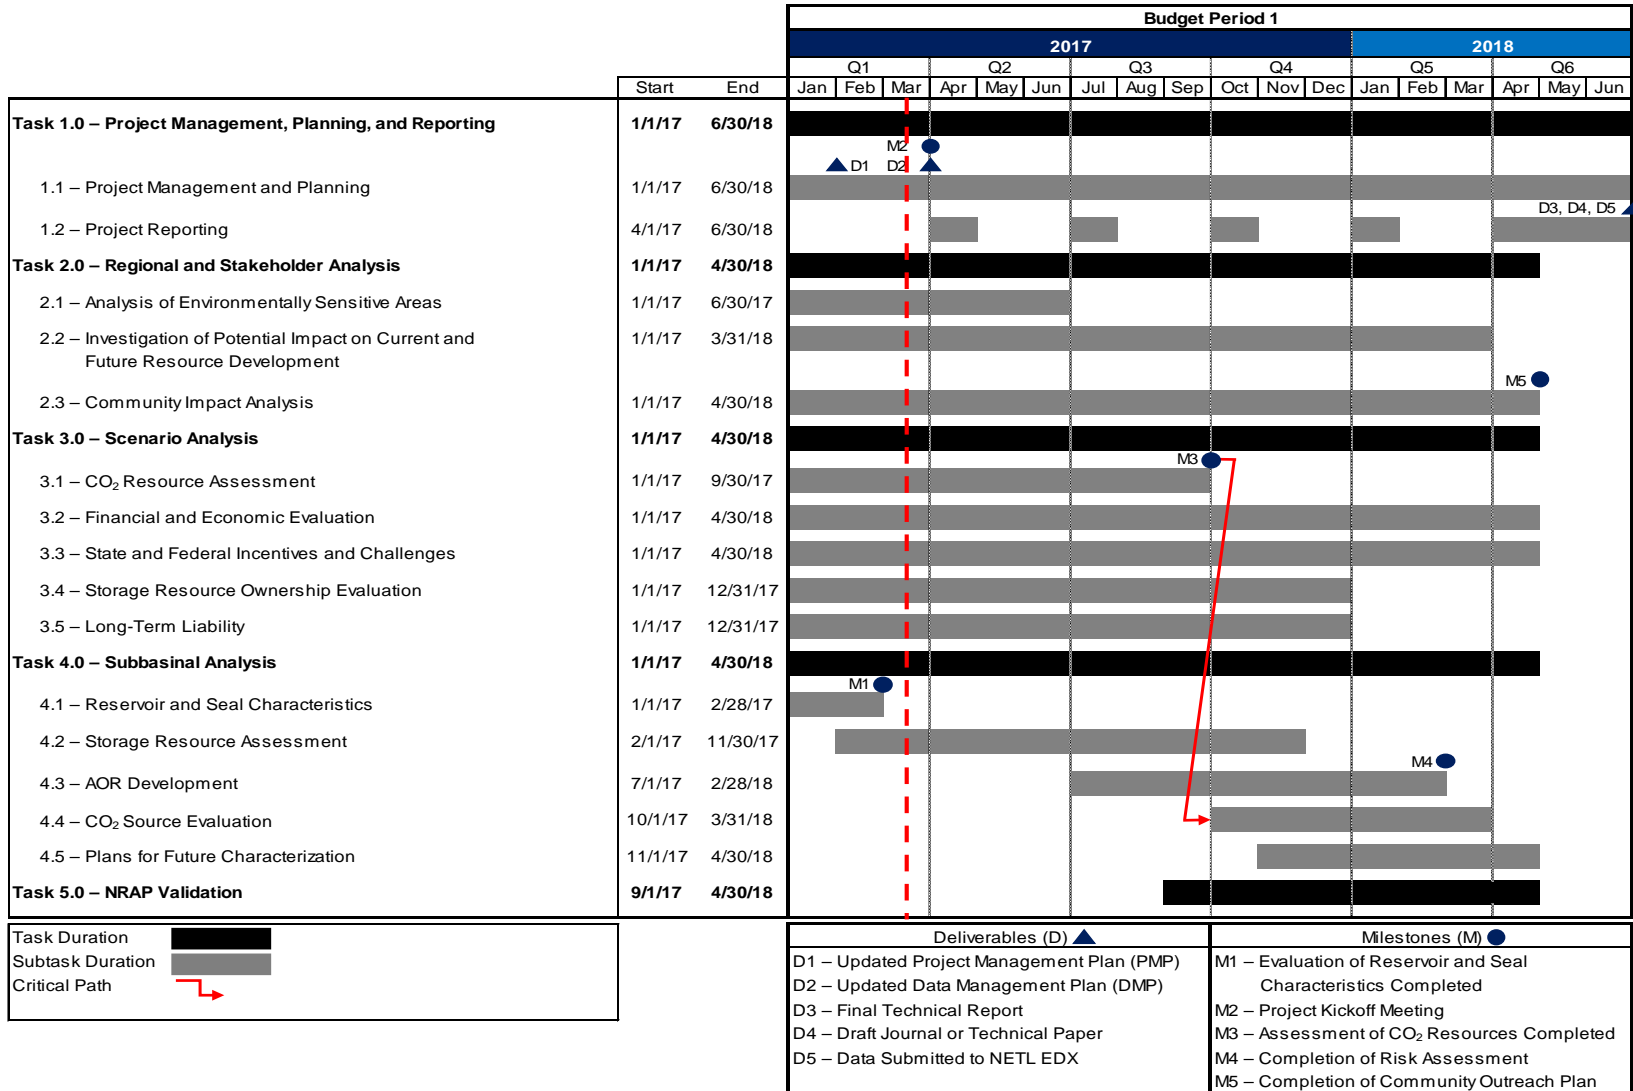 Budget Period 1
2017 2018
Q1 Q2 Q3 Q4 Q5 Q6
Start End Jan Feb Mar Apr May Jun Jul Aug Sep Oct Nov Dec Jan Feb Mar Apr May Jun
Task 1.0 – Project Management, Planning, and Reporting 1/1/17 6/30/18
M2
D1 D2
1.1 – Project Management and Planning 1/1/17 6/30/18
D3, D4, D5
1.2 – Project Reporting 4/1/17 6/30/18
Task 2.0 – Regional and Stakeholder Analysis 1/1/17 4/30/18
2.1 – Analysis of Environmentally Sensitive Areas 1/1/17 6/30/17
2.2 – Investigation of Potential Impact on Current and 1/1/17 3/31/18
Future Resource Development
M5
2.3 – Community Impact Analysis 1/1/17 4/30/18
Task 3.0 – Scenario Analysis 1/1/17 4/30/18
M3
3.1 – CO₂ Resource Assessment 1/1/17 9/30/17
3.2 – Financial and Economic Evaluation 1/1/17 4/30/18
3.3 – State and Federal Incentives and Challenges 1/1/17 4/30/18
3.4 – Storage Resource Ownership Evaluation 1/1/17 12/31/17
3.5 – Long-Term Liability 1/1/17 12/31/17
Task 4.0 – Subbasinal Analysis 1/1/17 4/30/18
M1
4.1 – Reservoir and Seal Characteristics 1/1/17 2/28/17
4.2 – Storage Resource Assessment 2/1/17 11/30/17
M4
4.3 – AOR Development 7/1/17 2/28/18
4.4 – CO₂ Source Evaluation 10/1/17 3/31/18
4.5 – Plans for Future Characterization 11/1/17 4/30/18
Task 5.0 – NRAP Validation 9/1/17 4/30/18
Task Duration
Subtask Duration
Critical Path
Deliverables (D)
D1 – Updated Project Management Plan (PMP)
D2 – Updated Data Management Plan (DMP)
D3 – Final Technical Report
D4 – Draft Journal or Technical Paper
D5 – Data Submitted to NETL EDX
Milestones (M)
M1 – Evaluation of Reservoir and Seal
Characteristics Completed
M2 – Project Kickoff Meeting
M3 – Assessment of CO₂ Resources Completed
M4 – Completion of Risk Assessment
M5 – Completion of Community Outreach Plan